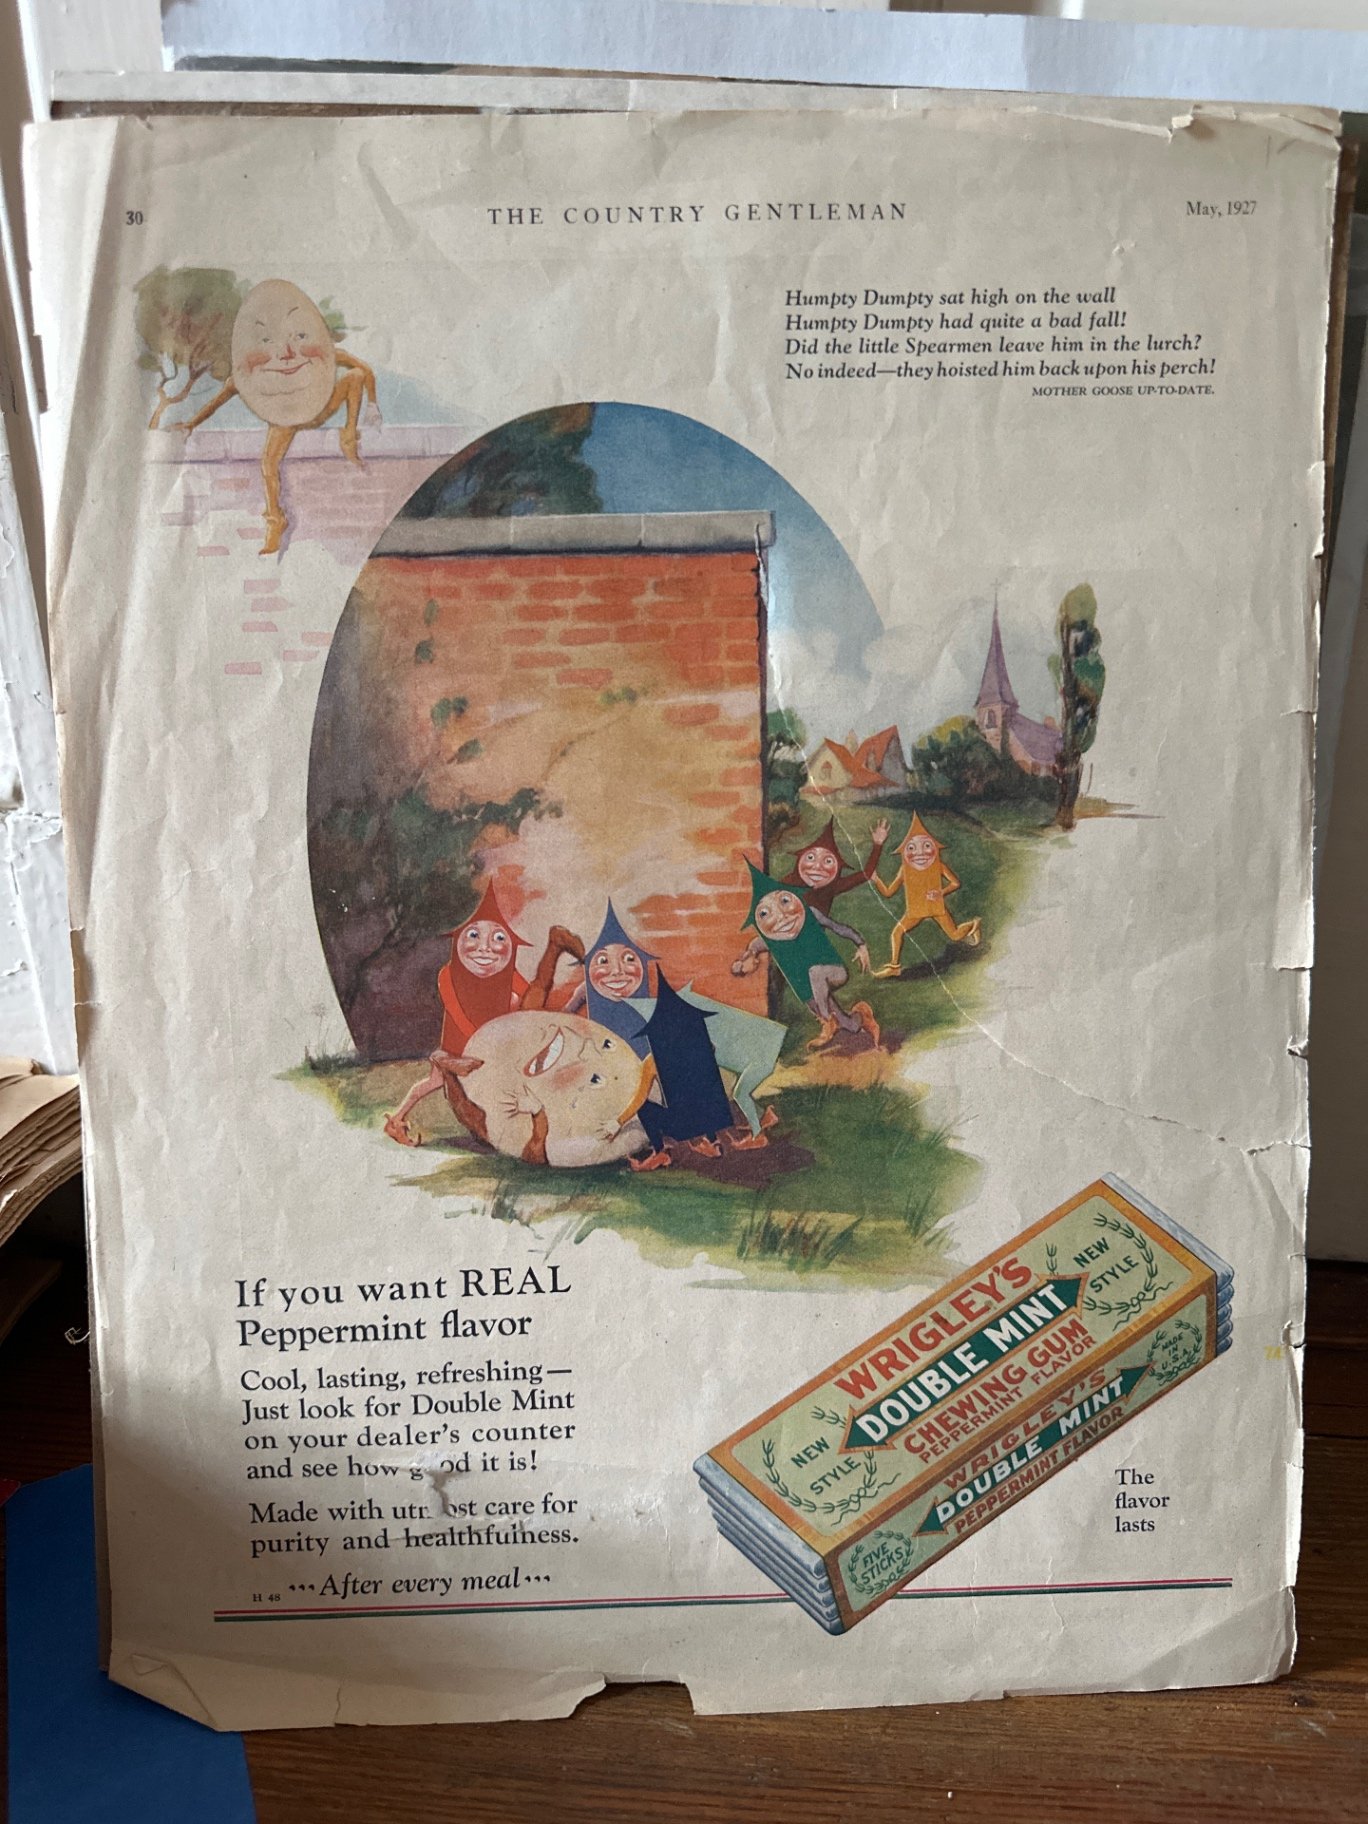 30
THE COUNTRY GENTLEMAN
May, 1927
Humpty Dumpty sat high on the wall
Humpty Dumpty had quite a bad fall!
Did the little Spearmen leave him in the lurch?
No indeed—they hoisted him back upon his perch!
MOTHER GOOSE UP-TO-DATE.
If you want REAL
Peppermint flavor
Cool, lasting, refreshing—
Just look for Double Mint
on your dealer's counter
and see how it is!
Made with care for
purity and healthfulness.
···After every meal···
H 48
WRIGLEY'S
DOUBLE MINT
CHEWING GUM
PEPPERMINT FLAVOR
NEW
STYLE
NEW
STYLE
WRIGLEY'S
DOUBLE MINT
PEPPERMINT FLAVOR
MADE
IN
U.S.A.
FIVE
STICKS
The
flavor
lasts